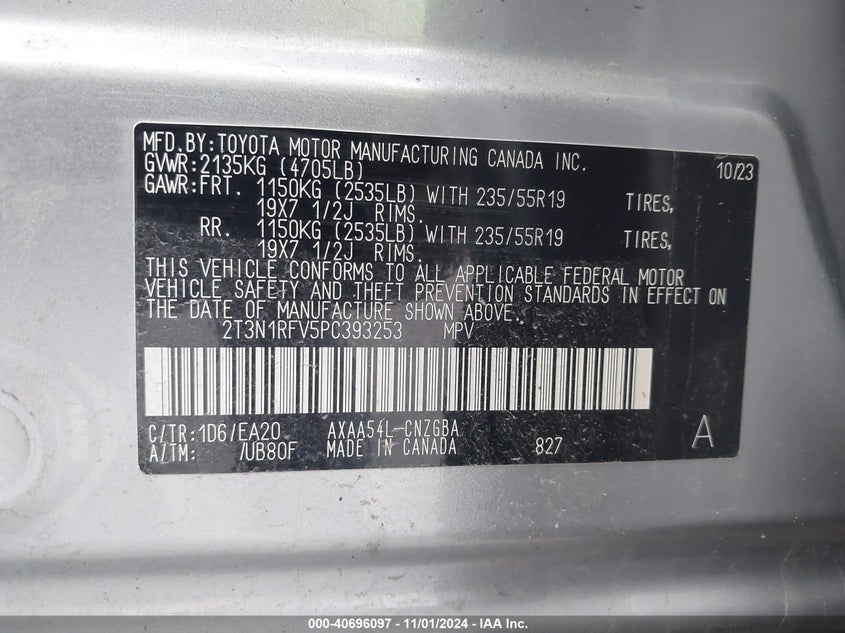 MFD.BY:TOYOTA MOTOR MANUFACTURING CANADA INC. 10/23
GVWR:2135KG (4705LB)
GAWR:FRT. 1150KG (2535LB) WITH 235/55R19 TIRES,
19X7 1/2J RIMS.
RR. 1150KG (2535LB) WITH 235/55R19 TIRES,
19X7 1/2J RIMS.
THIS VEHICLE CONFORMS TO ALL APPLICABLE FEDERAL MOTOR
VEHICLE SAFETY AND THEFT PREVENTION STANDARDS IN EFFECT ON
THE DATE OF MANUFACTURE SHOWN ABOVE.
2T3N1RFV5PC393253 MPV
C/TR:1D6/EA20 AXAA54L-CNZGBA
A/TM: /UB80F MADE IN CANADA 827 A
000-40696097 - 11/01/2024 - IAA Inc.